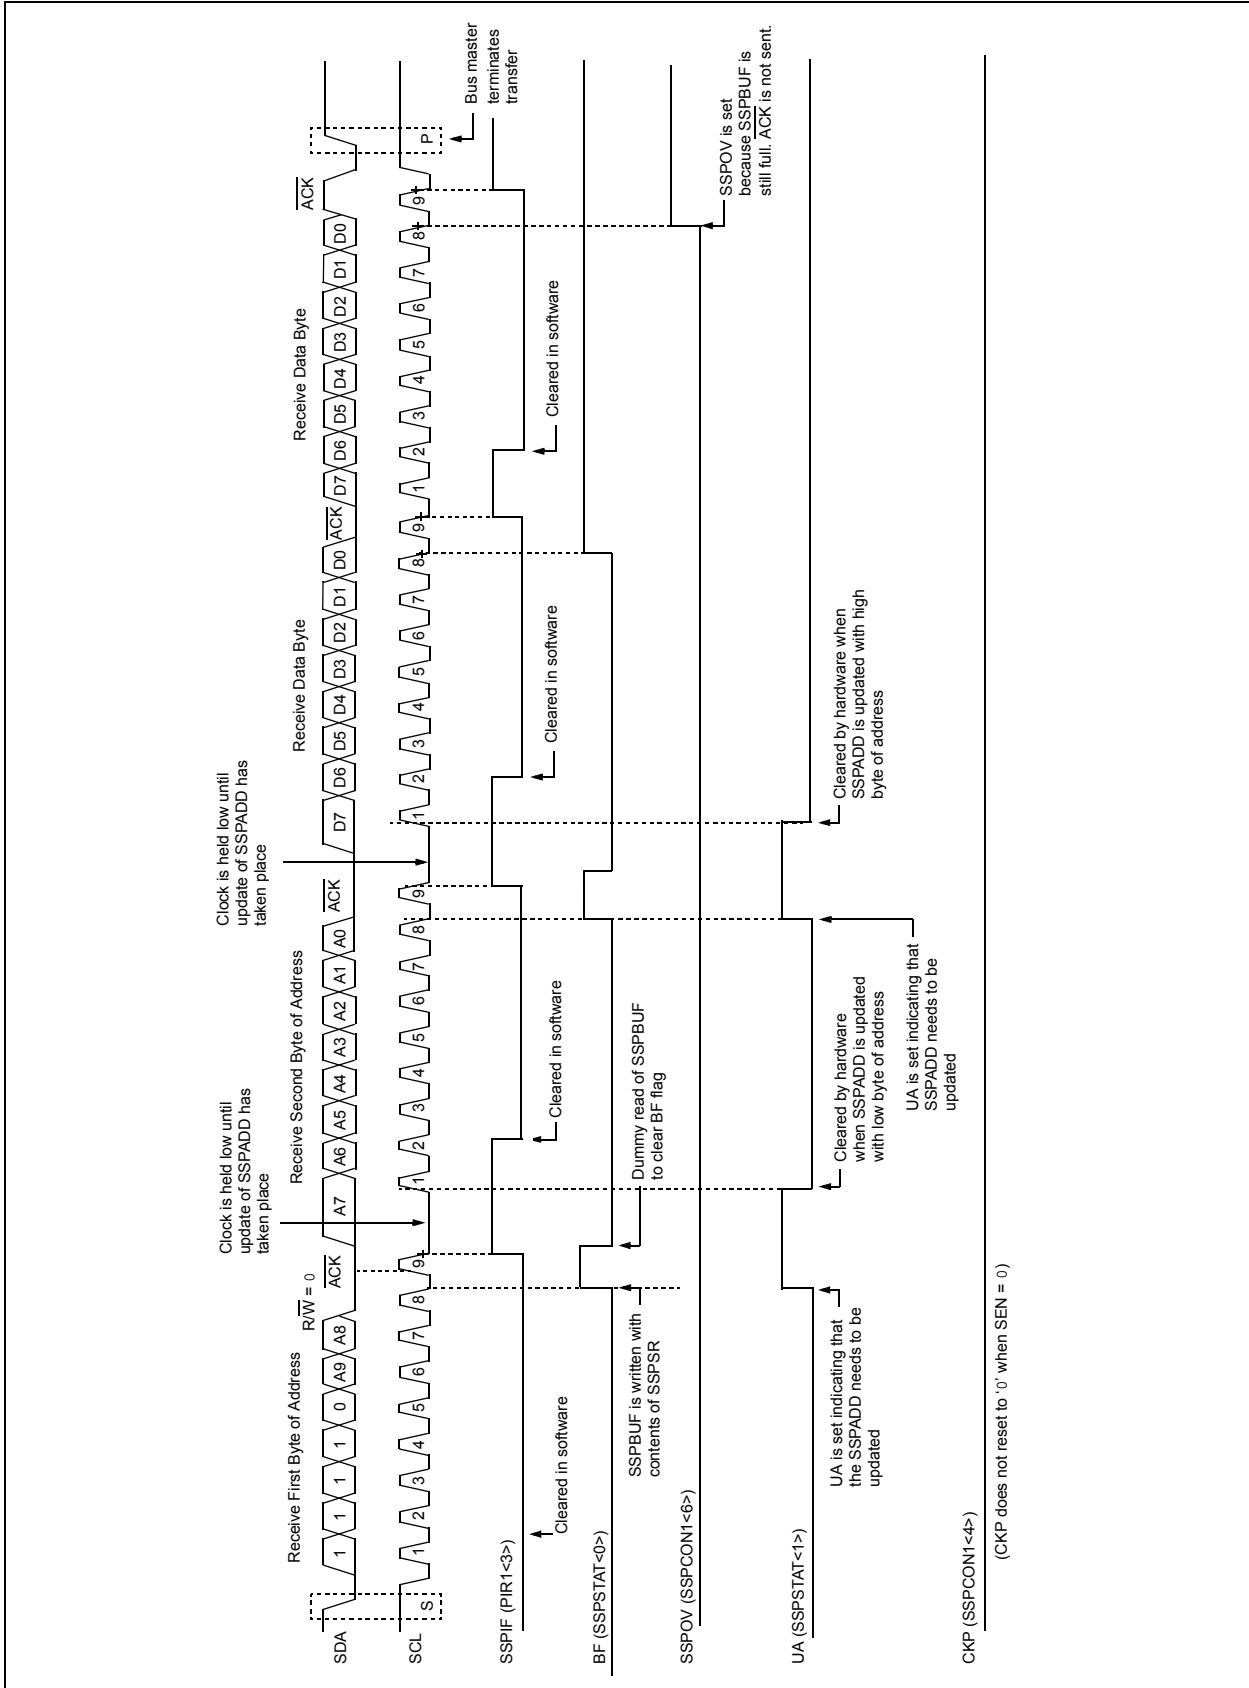 Receive First Byte of Address
R/W = 0
ACK
Clock is held low until
update of SSPADD has
taken place
Receive Second Byte of Address
ACK
Clock is held low until
update of SSPADD has
taken place
Receive Data Byte
ACK
Receive Data Byte
ACK
SDA
1 1 1 1 0 A9 A8 A7 A6 A5 A4 A3 A2 A1 A0 D7 D6 D5 D4 D3 D2 D1 D0 D7 D6 D5 D4 D3 D2 D1 D0
SCL
S 1 2 3 4 5 6 7 8 9 1 2 3 4 5 6 7 8 9 1 2 3 4 5 6 7 8 9 1 2 3 4 5 6 7 8 9 P
Bus master
terminates
transfer
SSPIF (PIR1<3>)
Cleared in software
Cleared in software
Cleared in software
Cleared in software
BF (SSPSTAT<0>)
SSPBUF is written with
contents of SSPSR
Dummy read of SSPBUF
to clear BF flag
SSPOV (SSPCON1<6>)
SSPOV is set
because SSPBUF is
still full. ACK is not sent.
UA (SSPSTAT<1>)
UA is set indicating that
the SSPADD needs to be
updated
Cleared by hardware
when SSPADD is updated
with low byte of address
UA is set indicating that
SSPADD needs to be
updated
Cleared by hardware when
SSPADD is updated with high
byte of address
CKP (SSPCON1<4>)
(CKP does not reset to ‘0’ when SEN = 0)